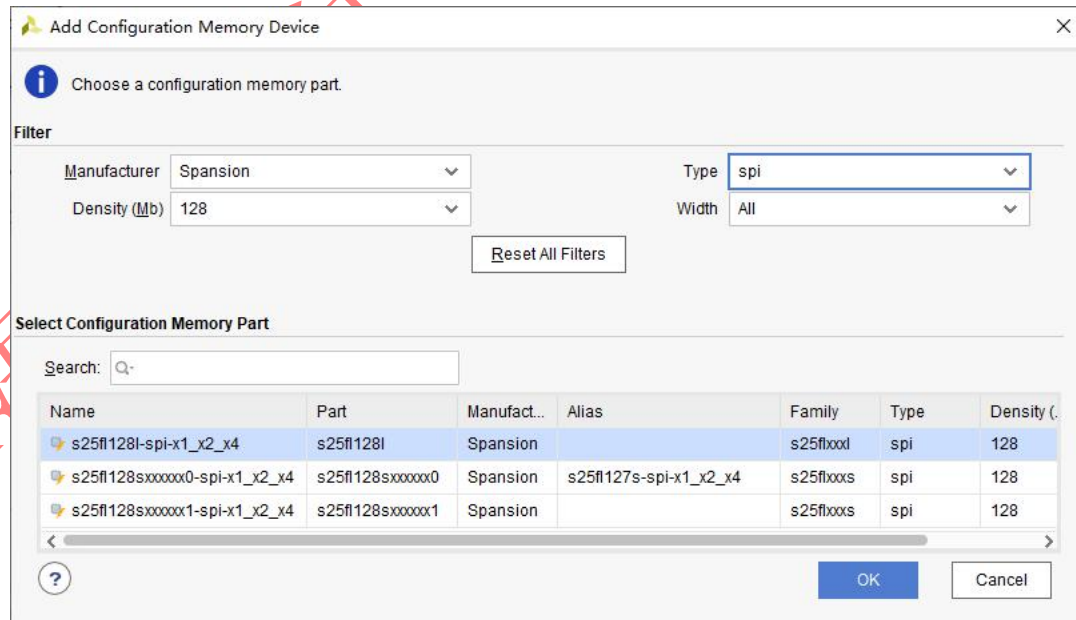 Add Configuration Memory Device
Choose a configuration memory part.
Filter
Manufacturer Spansion Type spi
Density (Mb) 128 Width All
Reset All Filters
Select Configuration Memory Part
Search:
Name Part Manufact... Alias Family Type Density (.
s25fl128l-spi-x1_x2_x4 s25fl128l Spansion s25flxxxl spi 128
s25fl128sxxxxxx0-spi-x1_x2_x4 s25fl128sxxxxxx0 Spansion s25fl127s-spi-x1_x2_x4 s25flxxxs spi 128
s25fl128sxxxxxx1-spi-x1_x2_x4 s25fl128sxxxxxx1 Spansion s25flxxxs spi 128
? OK Cancel